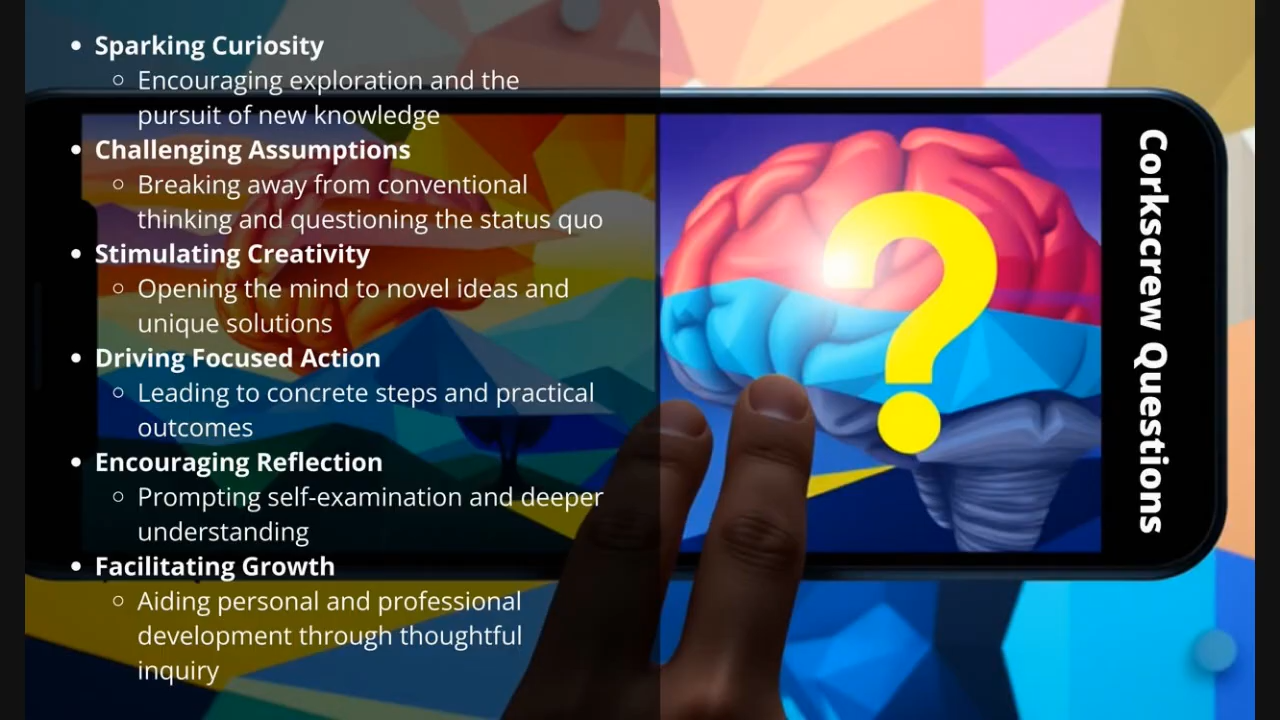 Sparking Curiosity
Encouraging exploration and the
pursuit of new knowledge
Challenging Assumptions
Breaking away from conventional
thinking and questioning the status quo
Stimulating Creativity
Opening the mind to novel ideas and
unique solutions
Driving Focused Action
Leading to concrete steps and practical
outcomes
Encouraging Reflection
Prompting self-examination and deeper
understanding
Facilitating Growth
Aiding personal and professional
development through thoughtful
inquiry
?
Corkscrew Questions